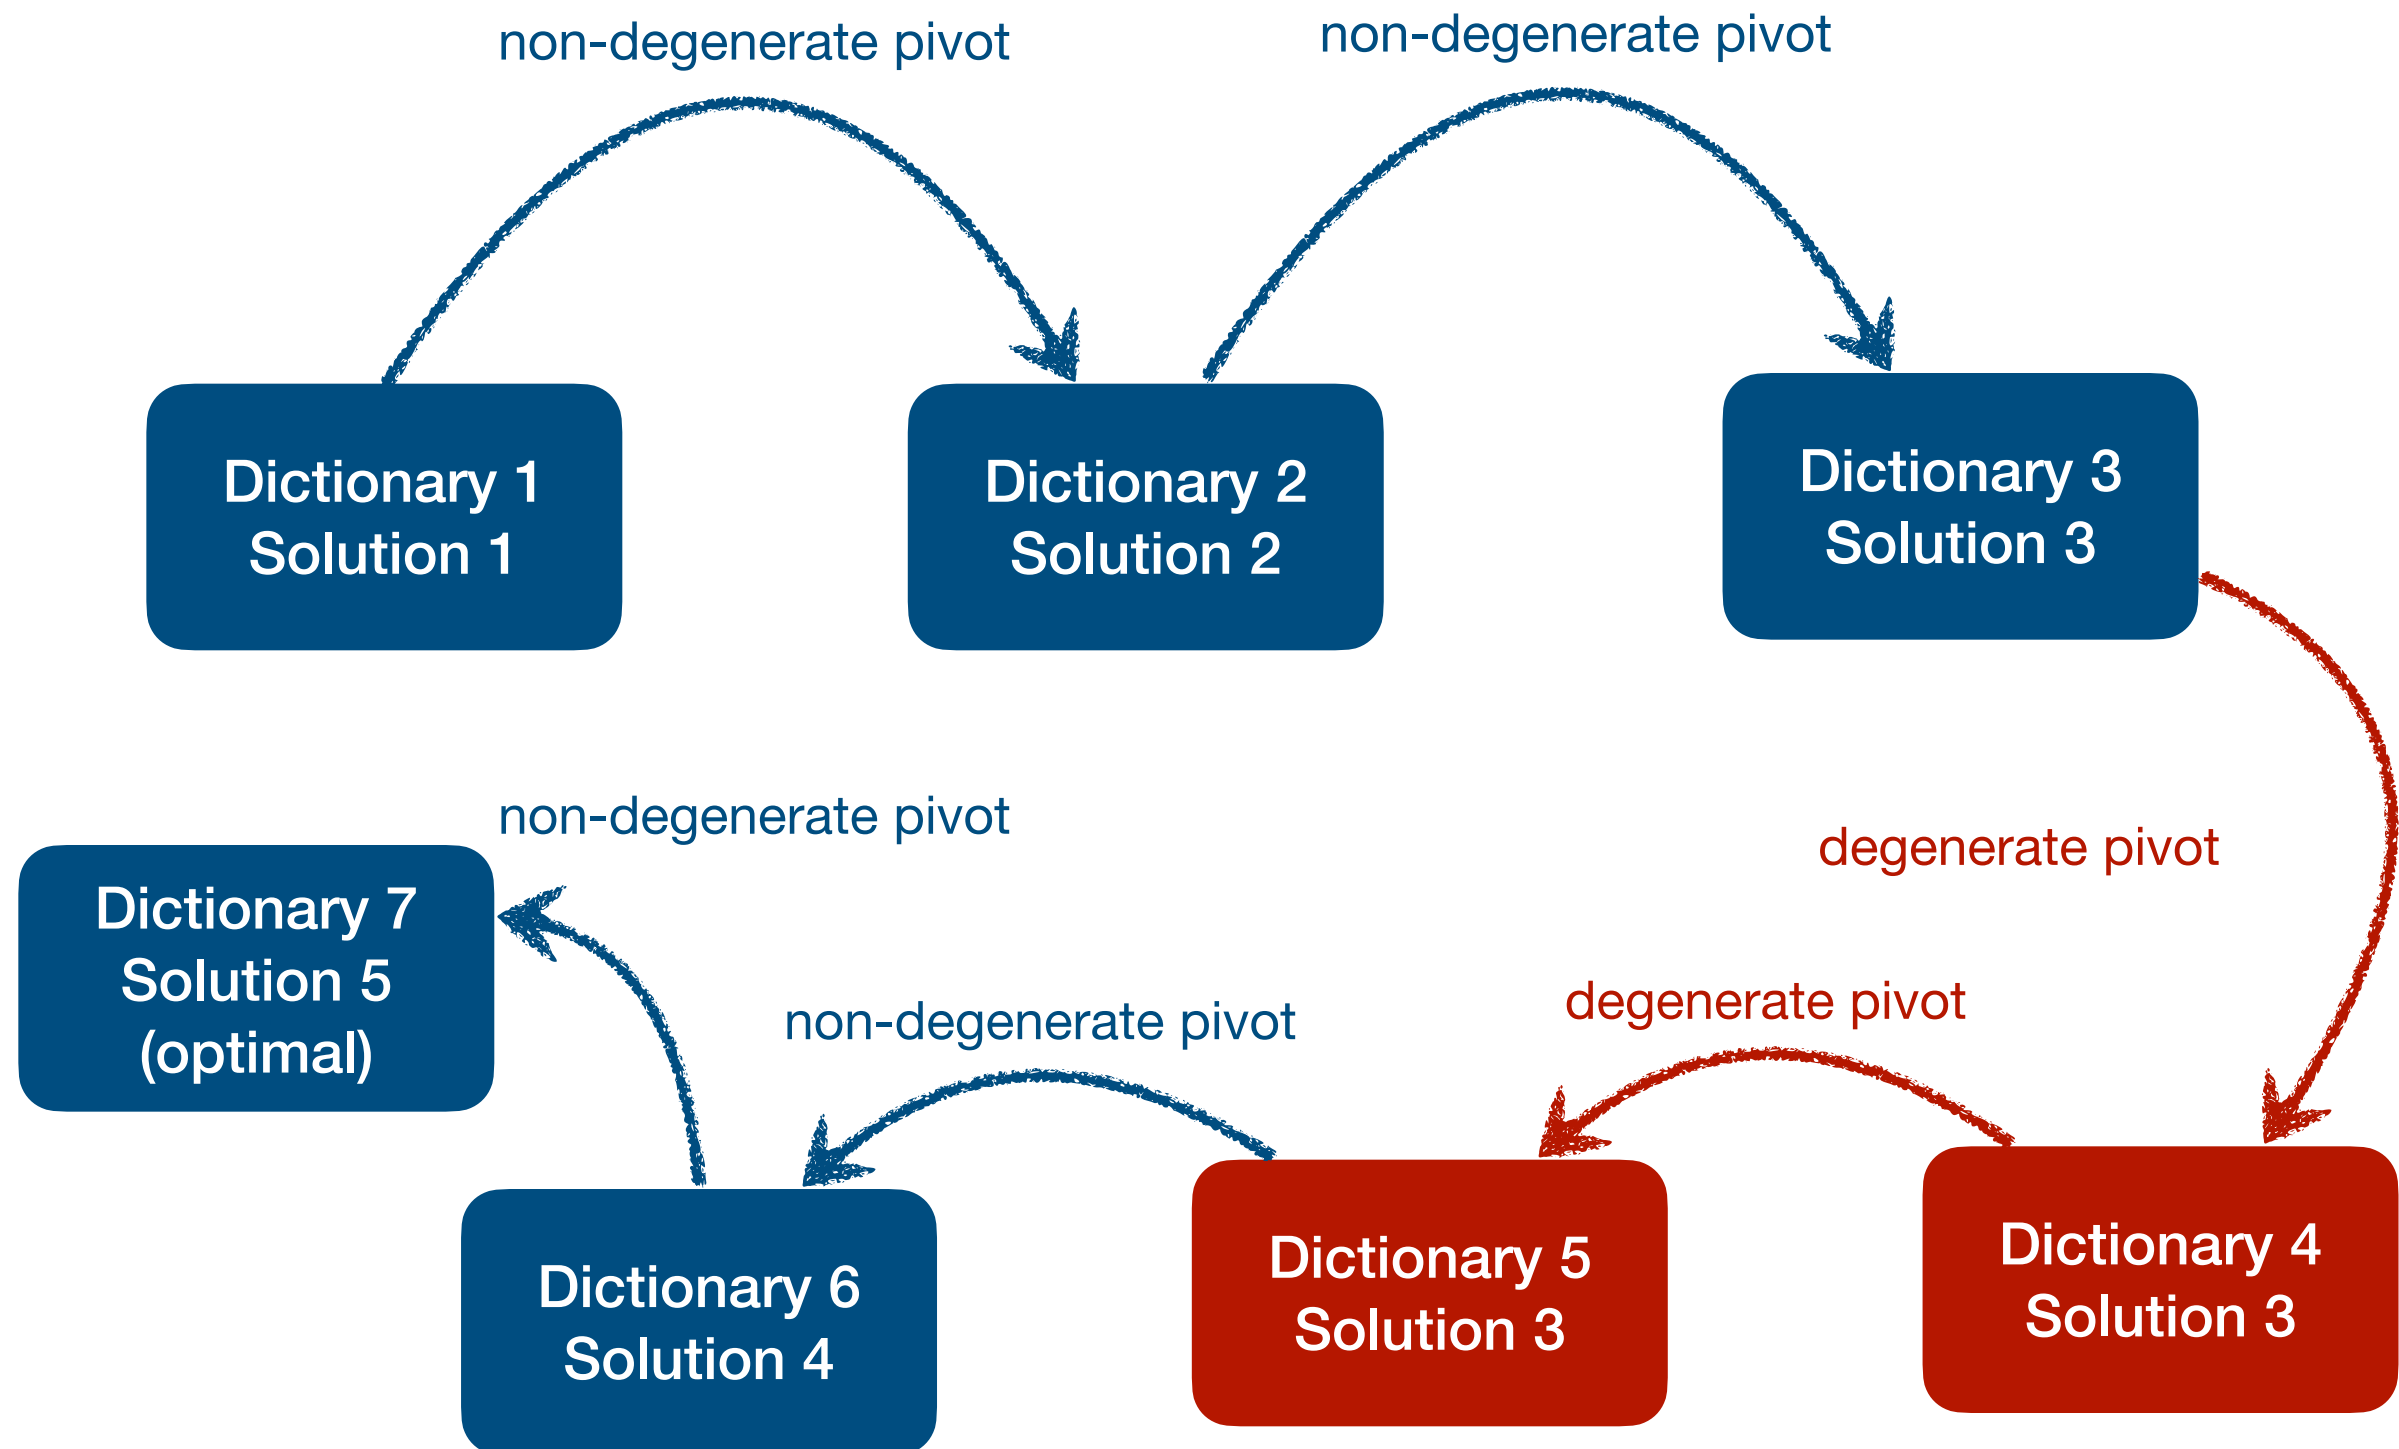 non-degenerate pivot
non-degenerate pivot
Dictionary 1
Solution 1
Dictionary 2
Solution 2
Dictionary 3
Solution 3
degenerate pivot
Dictionary 4
Solution 3
degenerate pivot
Dictionary 5
Solution 3
non-degenerate pivot
Dictionary 6
Solution 4
non-degenerate pivot
Dictionary 7
Solution 5
(optimal)